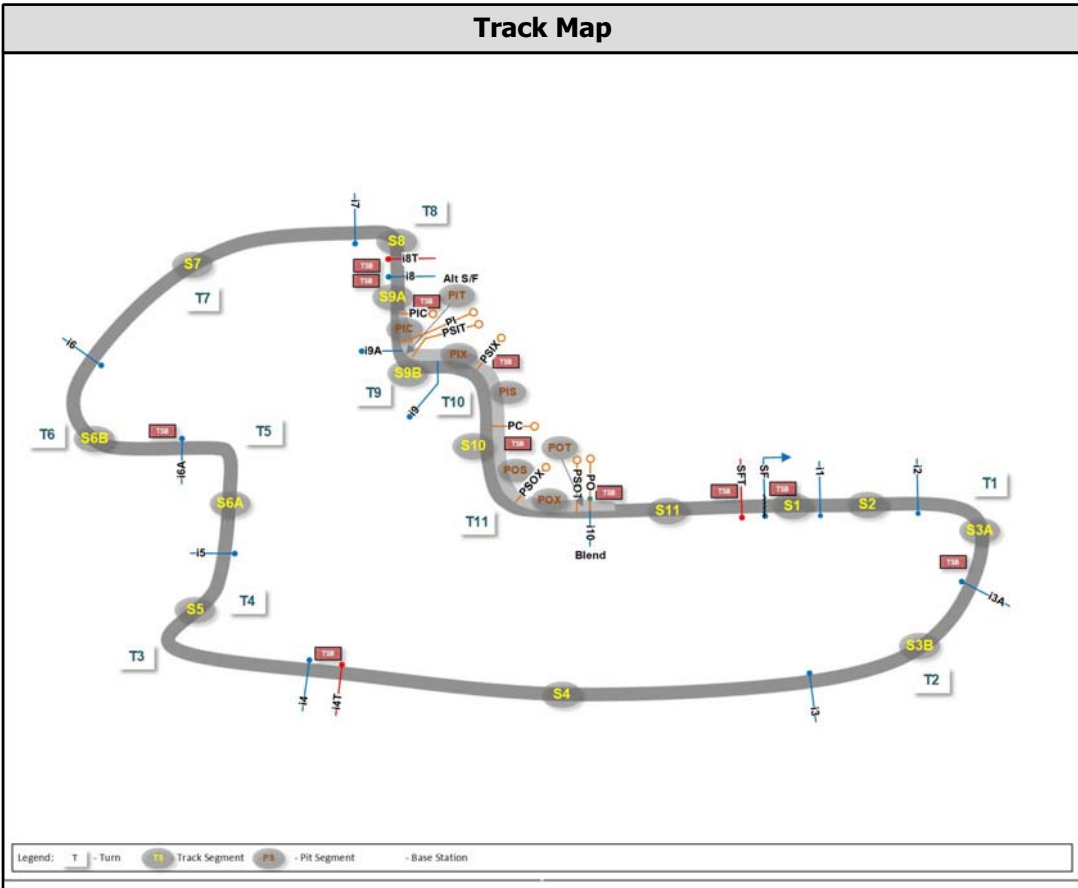 Track Map
-i7
T8
S8
-i8T
TSB
S7
-i8
Alt S/F
TSB
S9A
TSB
PIT
T7
PIC
PI
PIC
PSIT
-i6
-i9A
PIX
PSIX
TSB
S9B
T9
T10
PIS
-i9
PC
T6
S6B
TSB
T5
S10
TSB
POT
-i6A
POS
PSOX
PSOT
PO
SFT
SF
-i1
-i2
T1
S6A
POX
TSB
TSB
TSB
T11
S11
S1
S2
S3A
-i5
i10-
Blend
TSB
-i3A
S5
T4
T3
TSB
S3B
T2
-i4
-i4T
S4
i3-
Legend: T - Turn TS - Track Segment PS - Pit Segment - Base Station